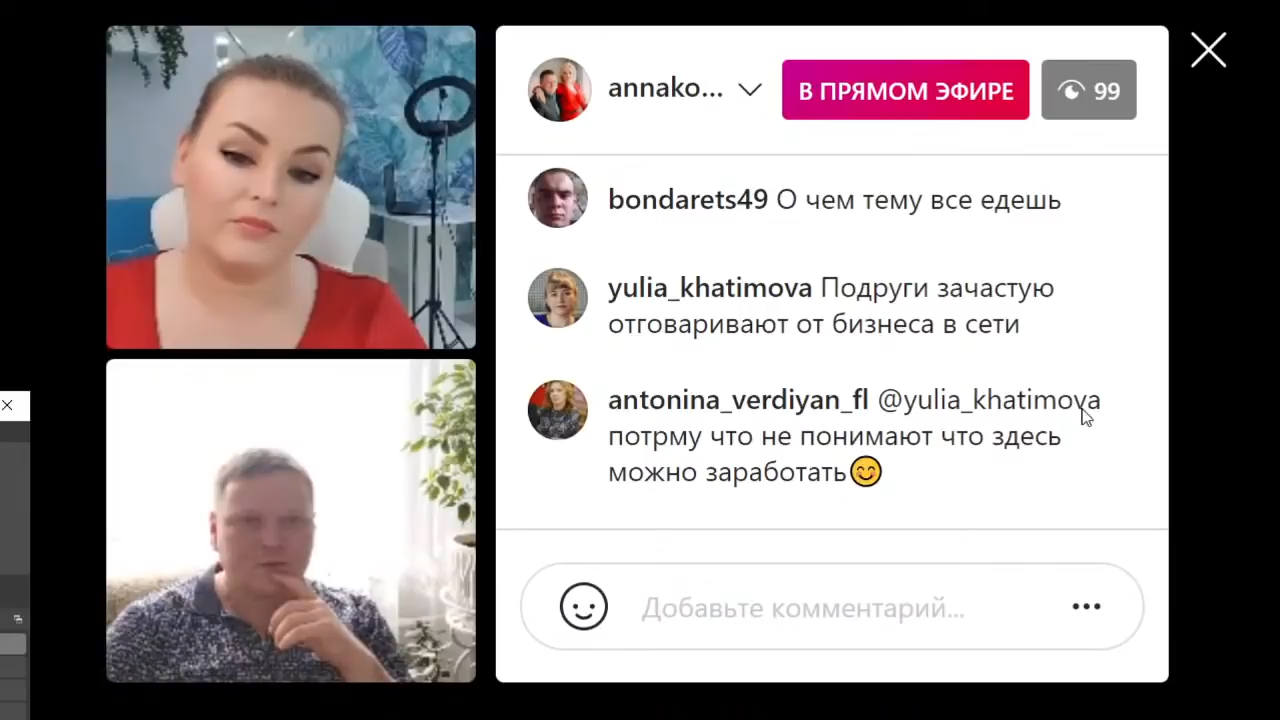 annako...
В ПРЯМОМ ЭФИРЕ
99
bondarets49 О чем тему все едешь
yulia_khatimova Подруги зачастую
отговаривают от бизнеса в сети
antonina_verdiyan_fl @yulia_khatimova
потрму что не понимают что здесь
можно заработать😊
Добавьте комментарий...